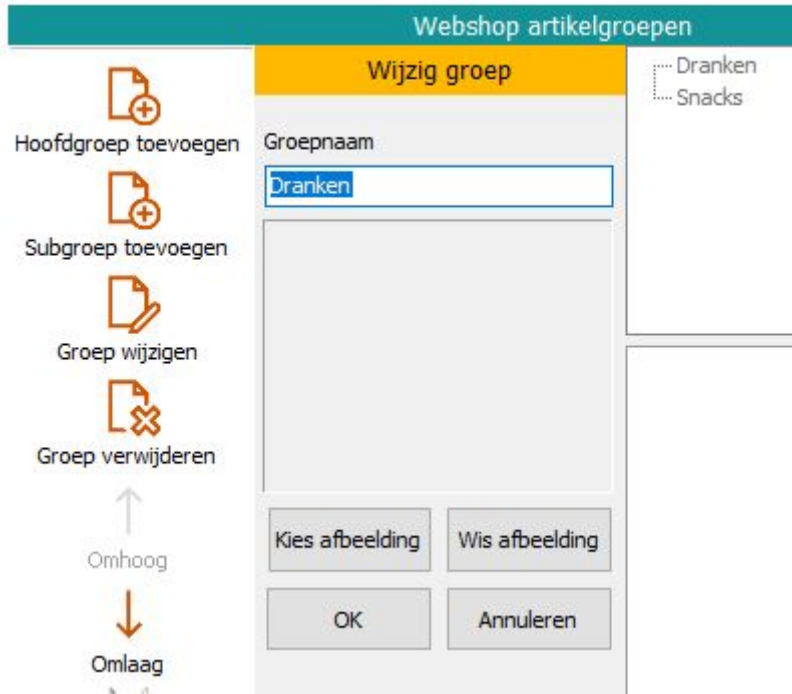 Webshop artikelgroepen
Hoofdgroep toevoegen
Subgroep toevoegen
Groep wijzigen
Groep verwijderen
Omhoog
Omlaag
Wijzig groep
Groepnaam
Dranken
Kies afbeelding
Wis afbeelding
OK
Annuleren
Dranken
Snacks